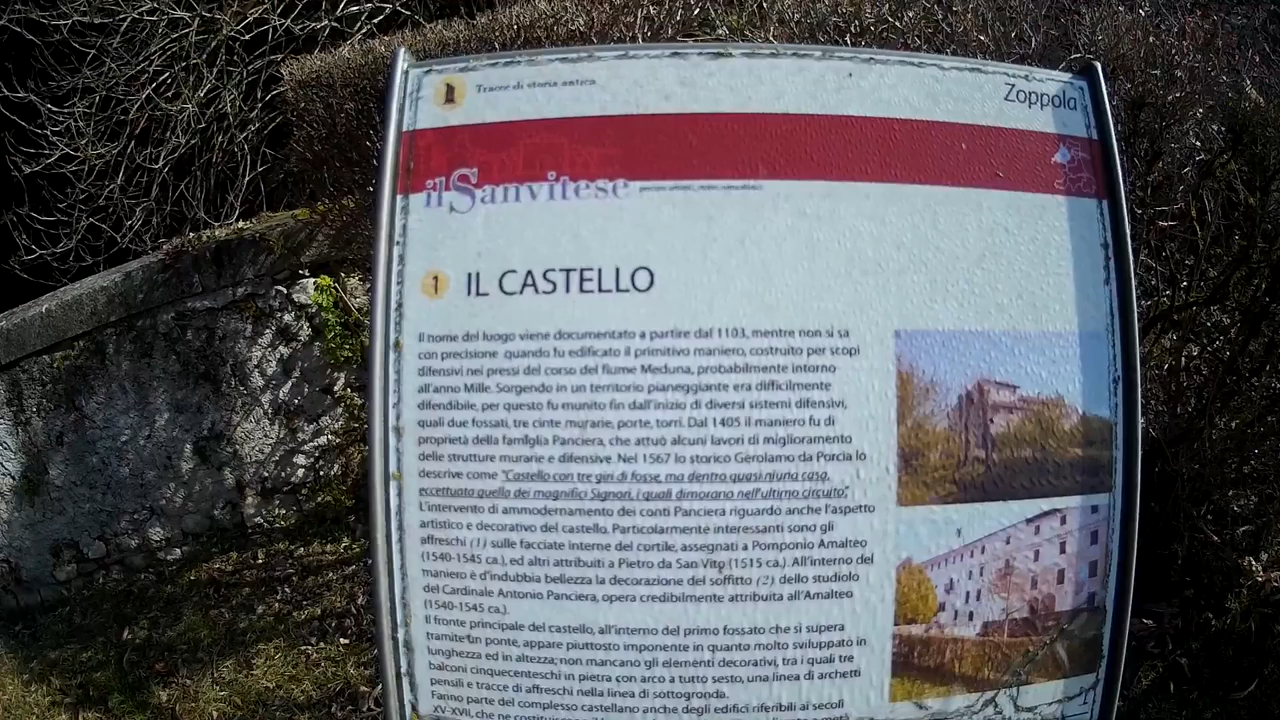 Tracce di storia antica
Zoppola
il Sanvitese
1 IL CASTELLO
Il nome del luogo viene documentato a partire dal 1103, mentre non si sa
con precisione quando fu edificato il primitivo maniero, costruito per scopi
difensivi nei pressi del corso del fiume Meduna, probabilmente intorno
all'anno Mille. Sorgendo in un territorio pianeggiante era difficilmente
difendibile, per questo fu munito fin dall'inizio di diversi sistemi difensivi,
quali due fossati, tre cinte murarie, porte, torri. Dal 1405 il maniero fu di
proprietà della famiglia Panciera, che attuò alcuni lavori di miglioramento
delle strutture murarie e difensive. Nel 1567 lo storico Gerolamo da Porcia lo
descrive come "Castello con tre giri di fosse, ma dentro quasi niuna casa,
eccettuata quella dei magnifici Signori, i quali dimorano nell'ultimo circuito".
L'intervento di ammodernamento dei conti Panciera riguardò anche l'aspetto
artistico e decorativo del castello. Particolarmente interessanti sono gli
affreschi (1) sulle facciate interne del cortile, assegnati a Pomponio Amalteo
(1540-1545 ca.), ed altri attribuiti a Pietro da San Vito (1515 ca.). All'interno del
maniero è d'indubbia bellezza la decorazione del soffitto (2) dello studiolo
del Cardinale Antonio Panciera, opera credibilmente attribuita all'Amalteo
(1540-1545 ca.).
Il fronte principale del castello, all'interno del primo fossato che si supera
tramite un ponte, appare piuttosto imponente in quanto molto sviluppato in
lunghezza ed in altezza; non mancano gli elementi decorativi, tra i quali tre
balconi cinquecenteschi in pietra con arco a tutto sesto, una linea di archetti
pensili e tracce di affreschi nella linea di sottogronda.
Fanno parte del complesso castellano anche degli edifici riferibili ai secoli
XV-XVII, che ne